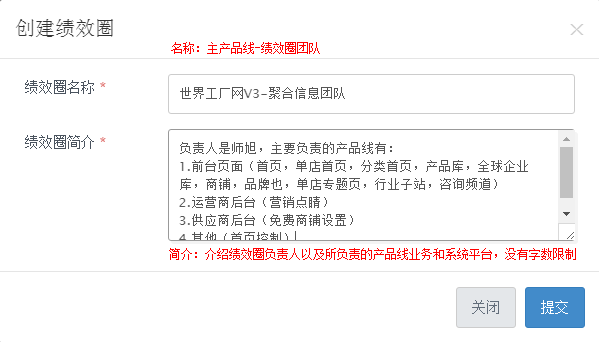 创建绩效圈
名称：主产品线-绩效圈团队
绩效圈名称 *
世界工厂网V3-聚合信息团队
绩效圈简介 *
负责人是师旭，主要负责的产品线有：
1.前台页面（首页，单店首页，分类首页，产品库，全球企业
库，商铺，品牌也，单店专题页，行业子站，咨询频道）
2.运营商后台（营销点睛）
3.供应商后台（免费商铺设置）
4.其他（首页控制）
简介：介绍绩效圈负责人以及所负责的产品线业务和系统平台，没有字数限制
关闭
提交